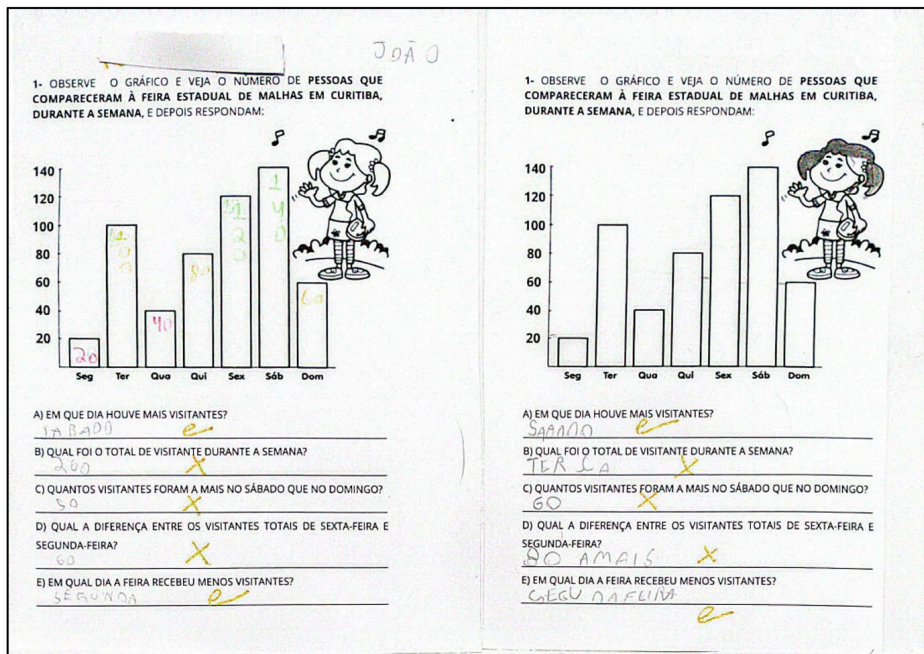 JOÃO
1- OBSERVE O GRÁFICO E VEJA O NÚMERO DE PESSOAS QUE
COMPARECERAM À FEIRA ESTADUAL DE MALHAS EM CURITIBA,
DURANTE A SEMANA, E DEPOIS RESPONDAM:
140
120
100
80
60
40
20
100
120
140
80
60
40
20
Seg Ter Qua Qui Sex Sáb Dom
A) EM QUE DIA HOUVE MAIS VISITANTES?
SABADO
B) QUAL FOI O TOTAL DE VISITANTE DURANTE A SEMANA?
260
C) QUANTOS VISITANTES FORAM A MAIS NO SÁBADO QUE NO DOMINGO?
50
D) QUAL A DIFERENÇA ENTRE OS VISITANTES TOTAIS DE SEXTA-FEIRA E
SEGUNDA-FEIRA?
60
E) EM QUAL DIA A FEIRA RECEBEU MENOS VISITANTES?
SEGUNDA
1- OBSERVE O GRÁFICO E VEJA O NÚMERO DE PESSOAS QUE
COMPARECERAM À FEIRA ESTADUAL DE MALHAS EM CURITIBA,
DURANTE A SEMANA, E DEPOIS RESPONDAM:
140
120
100
80
60
40
20
Seg Ter Qua Qui Sex Sáb Dom
A) EM QUE DIA HOUVE MAIS VISITANTES?
B) QUAL FOI O TOTAL DE VISITANTE DURANTE A SEMANA?
TERCA
C) QUANTOS VISITANTES FORAM A MAIS NO SÁBADO QUE NO DOMINGO?
60
D) QUAL A DIFERENÇA ENTRE OS VISITANTES TOTAIS DE SEXTA-FEIRA E
SEGUNDA-FEIRA?
80 AMAIS
E) EM QUAL DIA A FEIRA RECEBEU MENOS VISITANTES?